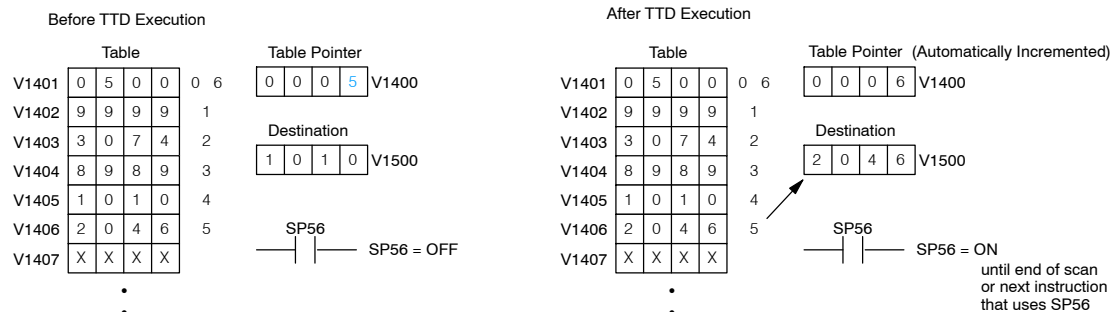 Before TTD Execution
Table
Table Pointer
V1401 0 5 0 0 0 6
0 0 0 5 V1400
V1402 9 9 9 9 1
V1403 3 0 7 4 2
Destination
V1404 8 9 8 9 3
1 0 1 0 V1500
V1405 1 0 1 0 4
V1406 2 0 4 6 5
V1407 X X X X
SP56
SP56 = OFF
After TTD Execution
Table
Table Pointer (Automatically Incremented)
V1401 0 5 0 0 0 6
0 0 0 6 V1400
V1402 9 9 9 9 1
V1403 3 0 7 4 2
Destination
V1404 8 9 8 9 3
2 0 4 6 V1500
V1405 1 0 1 0 4
V1406 2 0 4 6 5
V1407 X X X X
SP56
SP56 = ON
until end of scan
or next instruction
that uses SP56